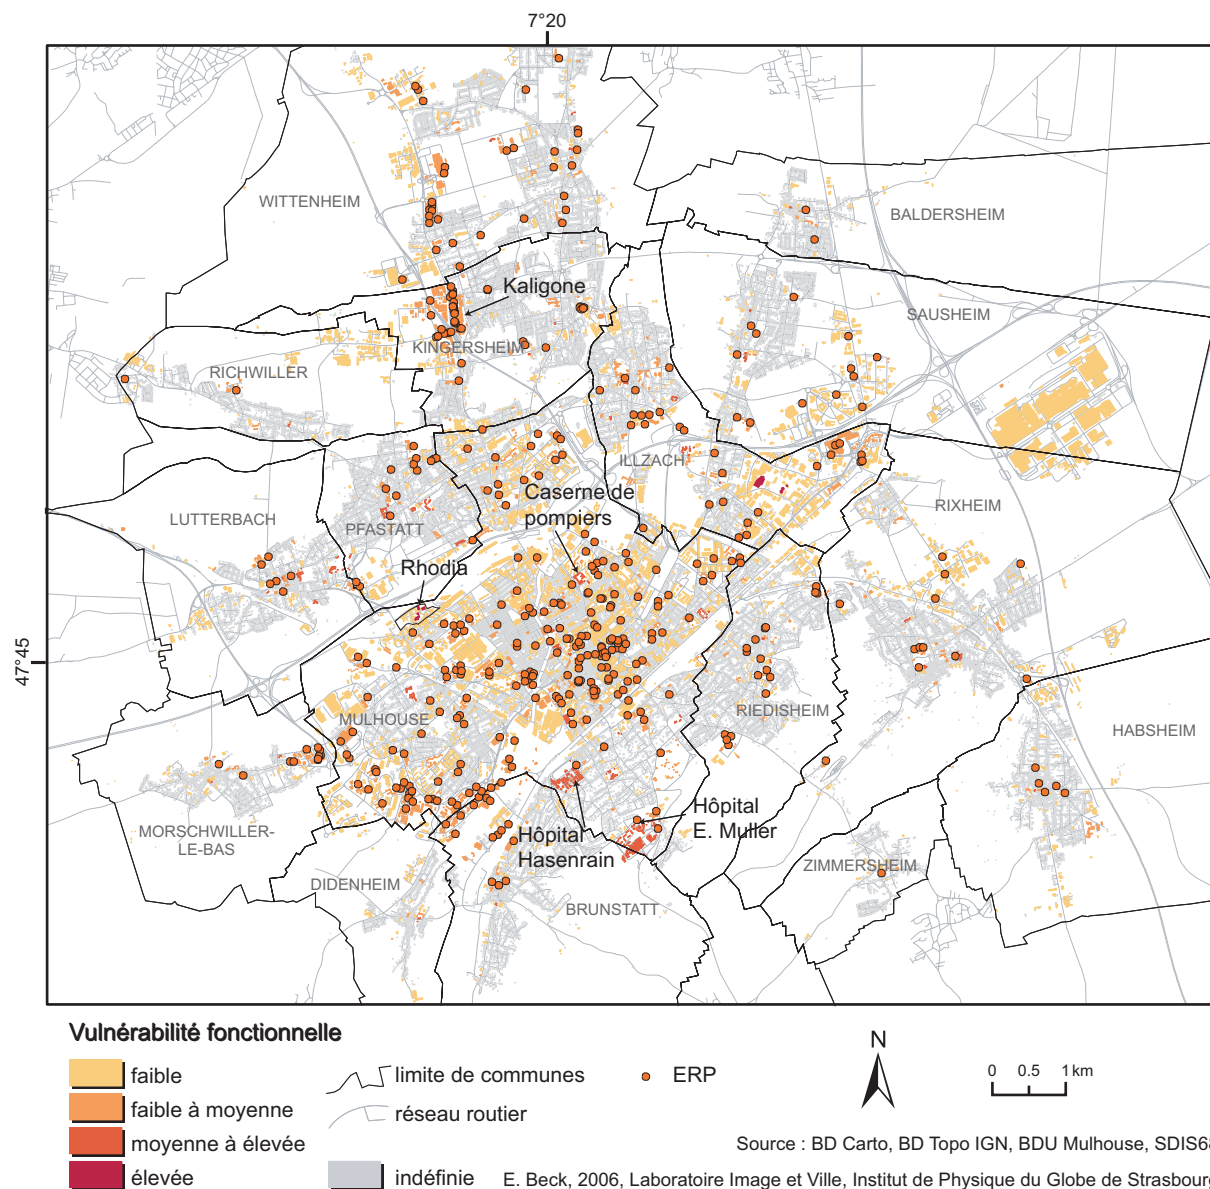 7°20
WITTENHEIM
BALDERSHEIM
Kaligone
SAUSHEIM
KINGERSHEIM
RICHWILLER
ILLZACH
Caserne de
pompiers
RIXHEIM
LUTTERBACH
PFASTATT
Rhodia
47°45
MULHOUSE
RIEDISHEIM
HABSHEIM
Hôpital
E. Muller
MORSCHWILLER-
LE-BAS
Hôpital
Hasenrain
ZIMMERSHEIM
DIDENHEIM
BRUNSTATT
Vulnérabilité fonctionnelle
faible
faible à moyenne
moyenne à élevée
élevée
limite de communes
réseau routier
indéfinie
ERP
N
0 0.5 1 km
Source : BD Carto, BD Topo IGN, BDU Mulhouse, SDIS68
E. Beck, 2006, Laboratoire Image et Ville, Institut de Physique du Globe de Strasbourg